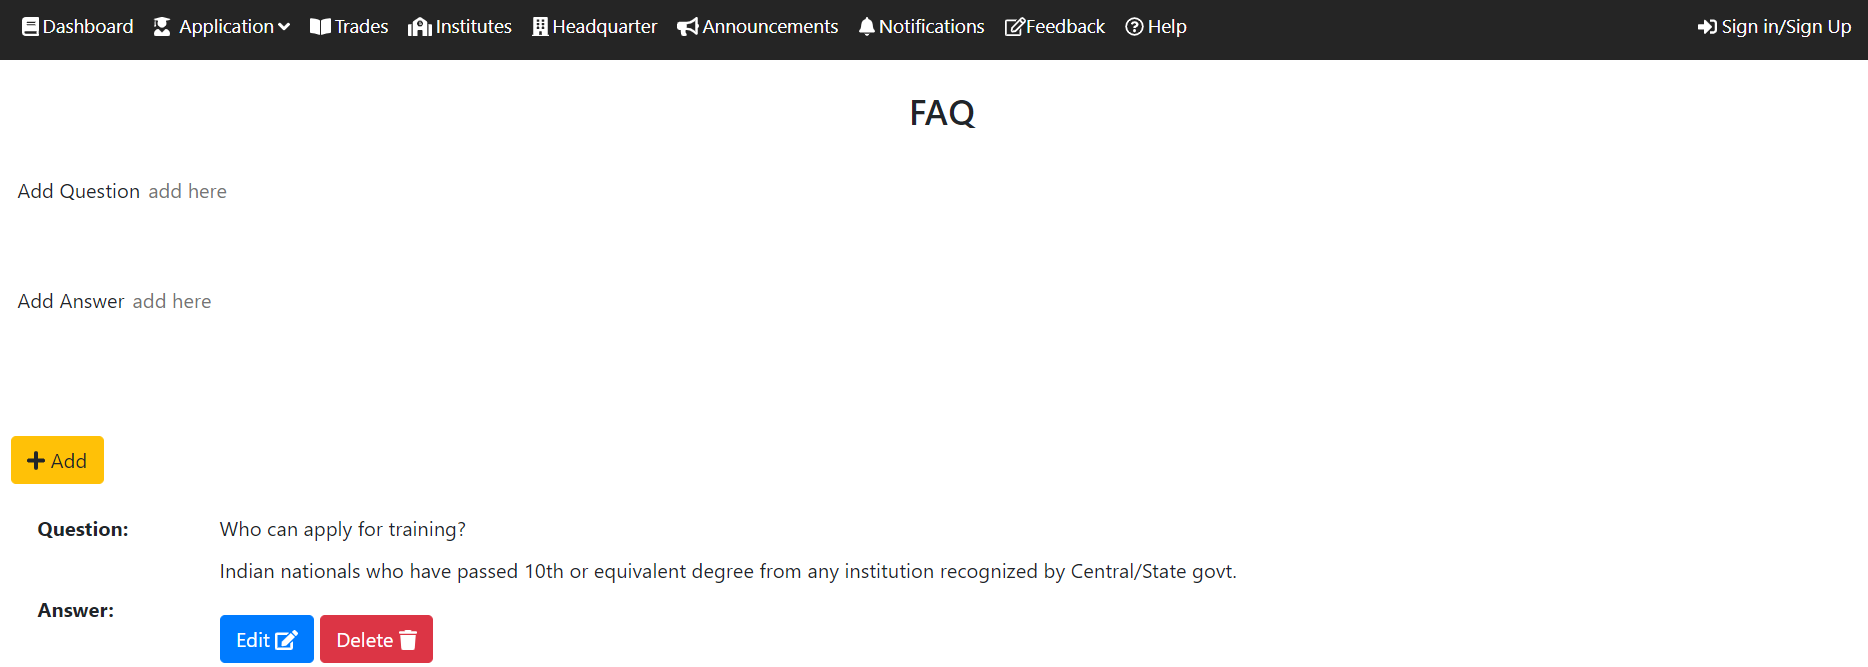 Dashboard Application Trades Institutes Headquarter Announcements Notifications Feedback Help Sign in/Sign Up
FAQ
Add Question add here
Add Answer add here
Add
Question: Who can apply for training?
Indian nationals who have passed 10th or equivalent degree from any institution recognized by Central/State govt.
Answer:
Edit Delete